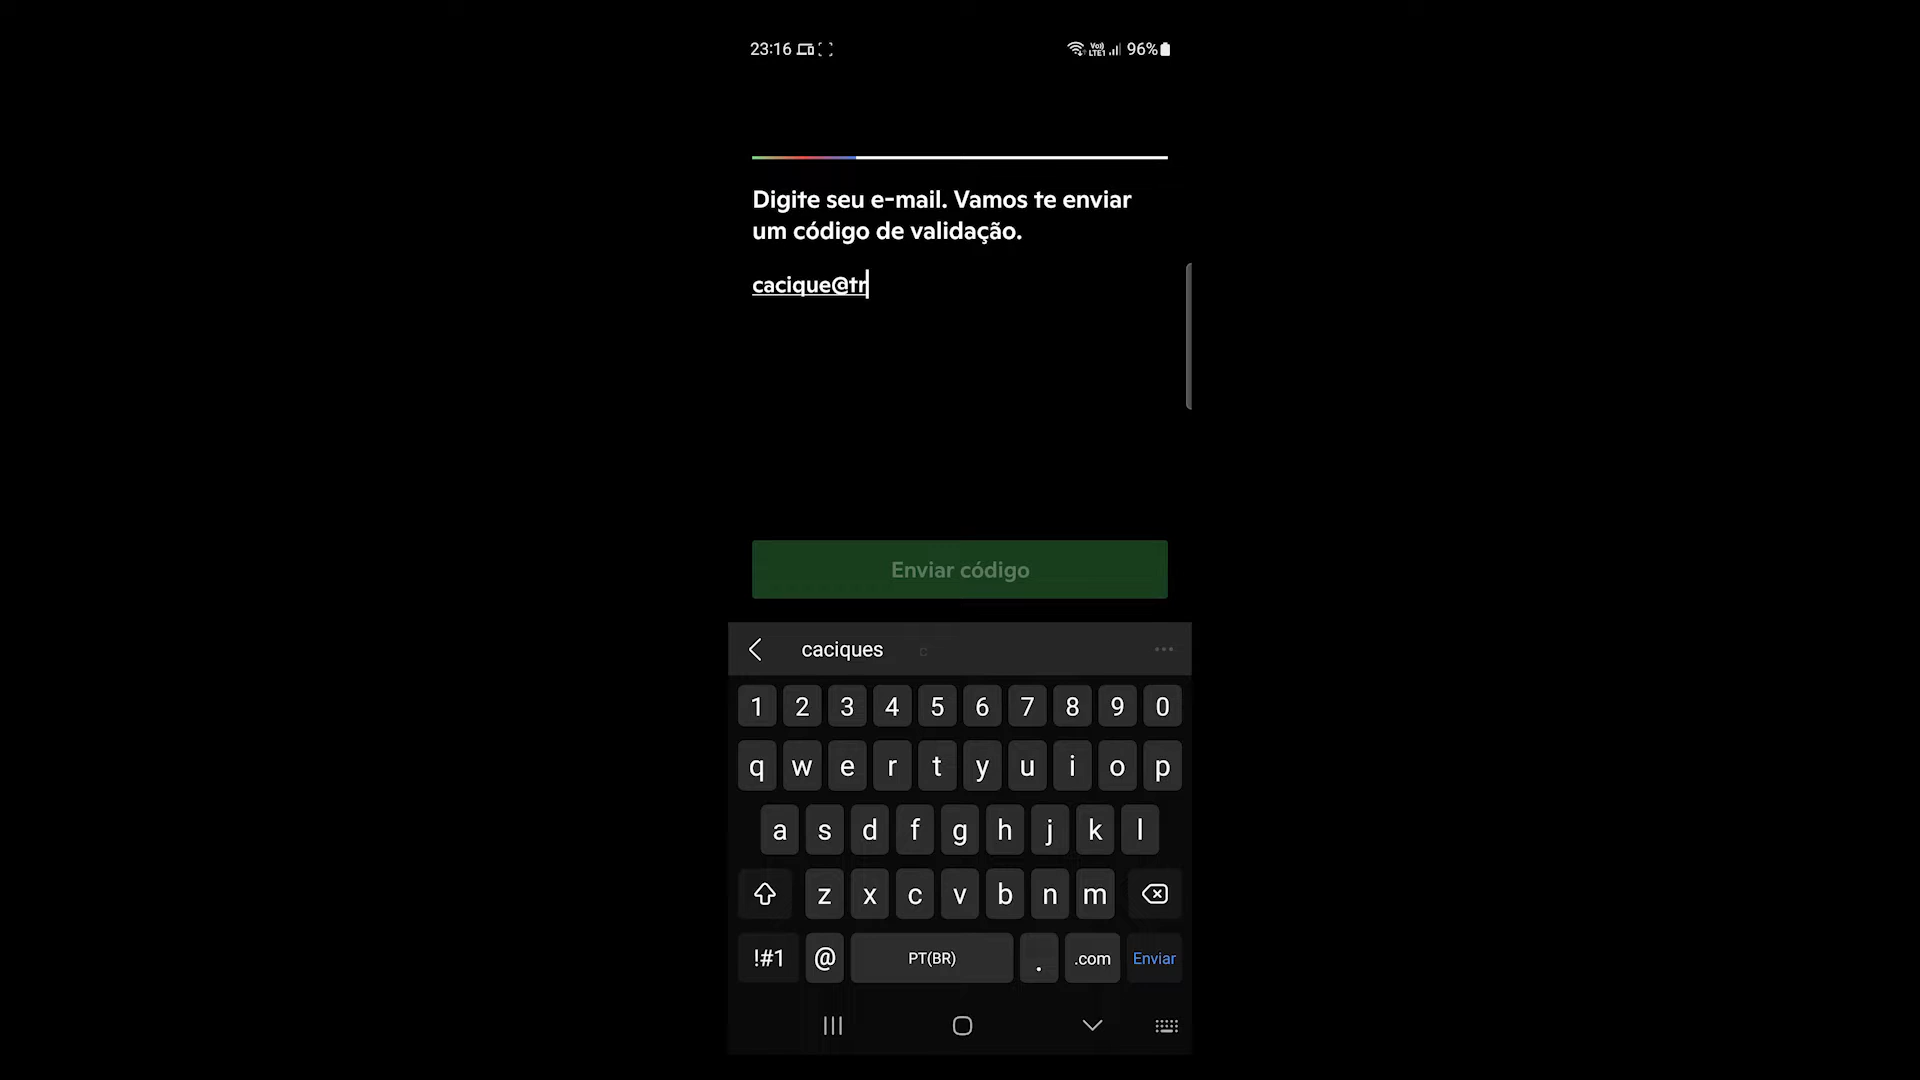 23:16 96%
Digite seu e-mail. Vamos te enviar
um código de validação.
cacique@tr
Enviar código
caciques c
1 2 3 4 5 6 7 8 9 0
q w e r t y u i o p
a s d f g h j k l
z x c v b n m
!#1 @ PT(BR) . .com Enviar